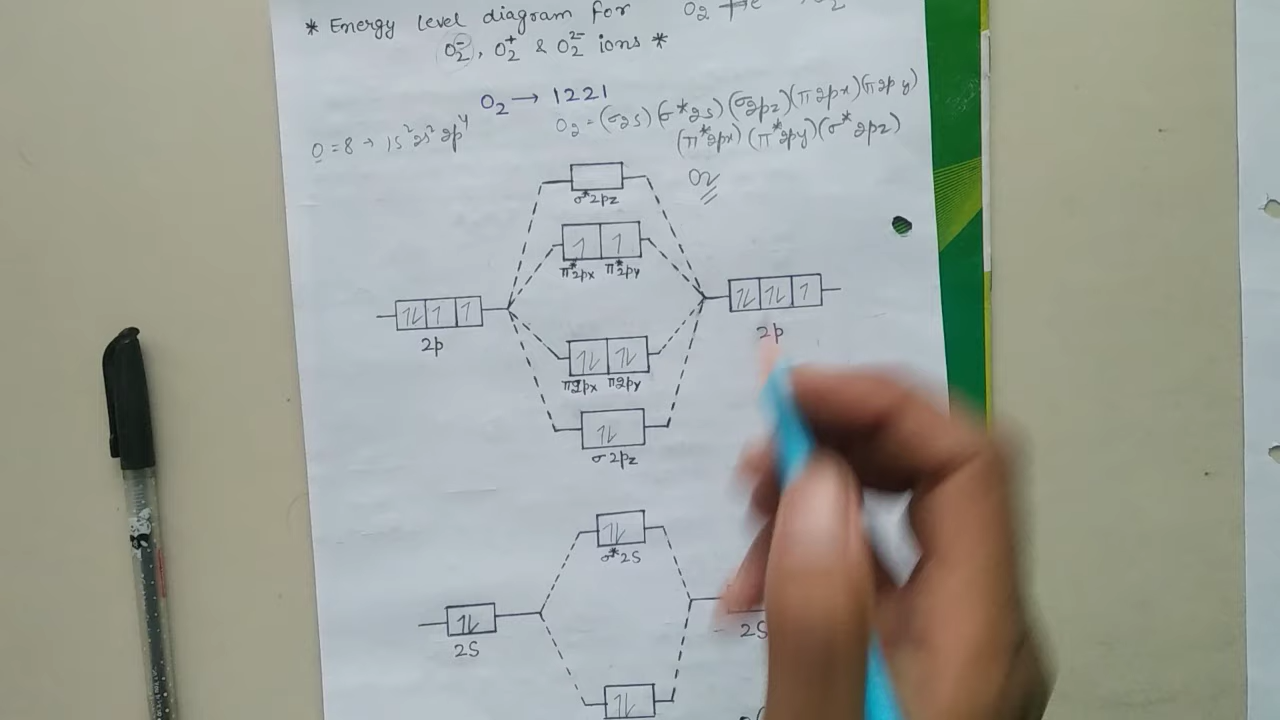 * Energy level diagram for O₂ +e
O₂⁻, O₂⁺ & O₂²⁻ ions *
O₂ → 1221
O = 8 → 1s² 2s² 2p⁴
O₂ = (σ2s) (σ*2s) (σ2pz) (π2px) (π2py)
(π*2px) (π*2py) (σ*2pz)
O₂
σ*2pz
π*2px π*2py
2p
2p
π2px π2py
σ2pz
σ*2s
2s
2s